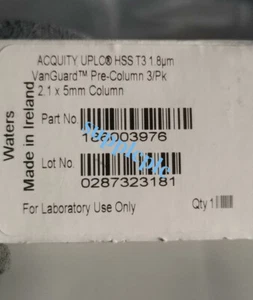 ACQUITY UPLC® HSS T3 1.8µm
VanGuard™ Pre-Column 3/Pk
2.1 x 5mm Column
Part No.
186003976
Lot No.
0287323181
For Laboratory Use Only
Qty 1
Waters
Made in Ireland